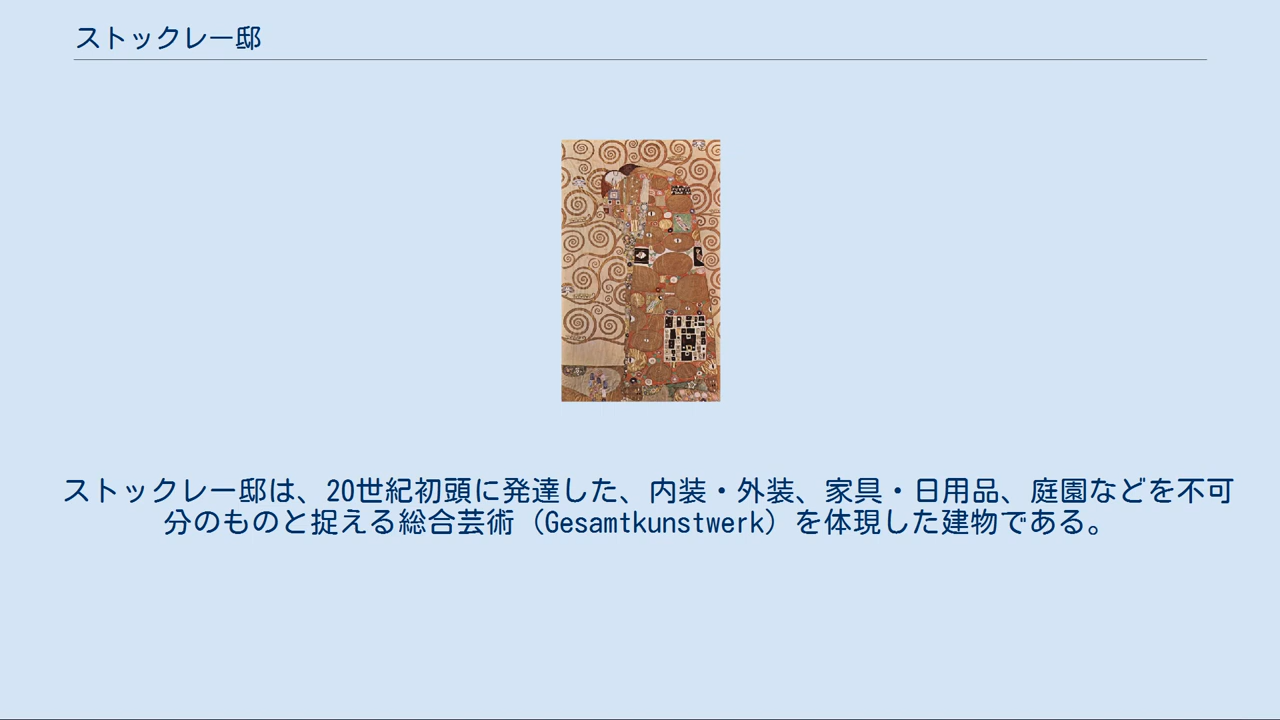 ストックレー邸
ストックレー邸は、20世紀初頭に発達した、内装・外装、家具・日用品、庭園などを不可
分のものと捉える総合芸術（Gesamtkunstwerk）を体現した建物である。